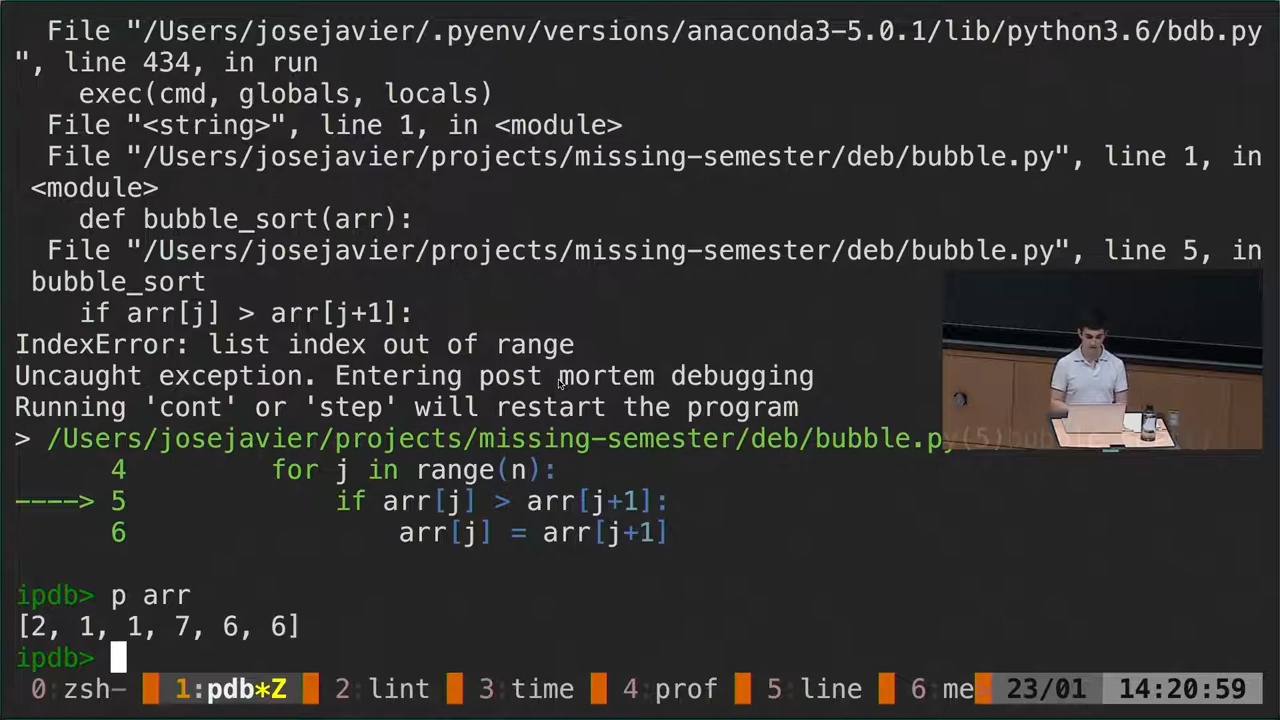 File "/Users/josejavier/.pyenv/versions/anaconda3-5.0.1/lib/python3.6/bdb.py
", line 434, in run
exec(cmd, globals, locals)
File "<string>", line 1, in <module>
File "/Users/josejavier/projects/missing-semester/deb/bubble.py", line 1, in
<module>
def bubble_sort(arr):
File "/Users/josejavier/projects/missing-semester/deb/bubble.py", line 5, in
bubble_sort
if arr[j] > arr[j+1]:
IndexError: list index out of range
Uncaught exception. Entering post mortem debugging
Running 'cont' or 'step' will restart the program
> /Users/josejavier/projects/missing-semester/deb/bubble.py(5)
4 for j in range(n):
----> 5 if arr[j] > arr[j+1]:
6 arr[j] = arr[j+1]
ipdb> p arr
[2, 1, 1, 7, 6, 6]
ipdb>
0:zsh- 1:pdb*Z 2:lint 3:time 4:prof 5:line 6:me 23/01 14:20:59